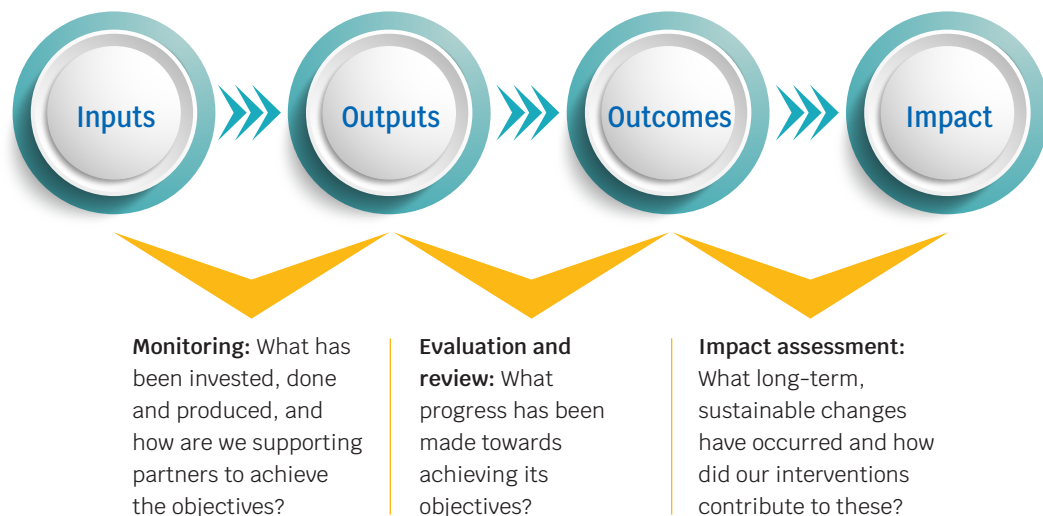 Inputs
Outputs
Outcomes
Impact
Monitoring: What has
been invested, done
and produced, and
how are we supporting
partners to achieve
the objectives?
Evaluation and
review: What
progress has been
made towards
achieving its
objectives?
Impact assessment:
What long-term,
sustainable changes
have occurred and how
did our interventions
contribute to these?